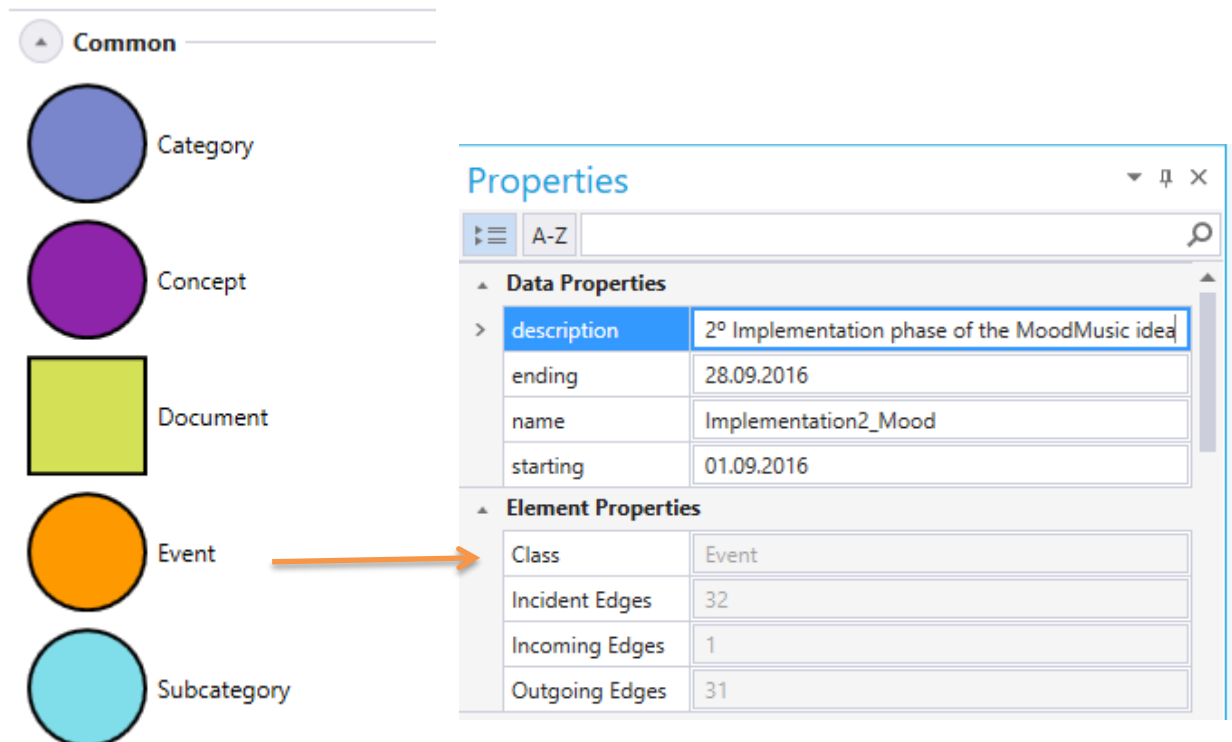 Common
Category
Concept
Document
Event
Subcategory
Properties
A-Z
Data Properties
description 2º Implementation phase of the MoodMusic idea
ending 28.09.2016
name Implementation2_Mood
starting 01.09.2016
Element Properties
Class Event
Incident Edges 32
Incoming Edges 1
Outgoing Edges 31